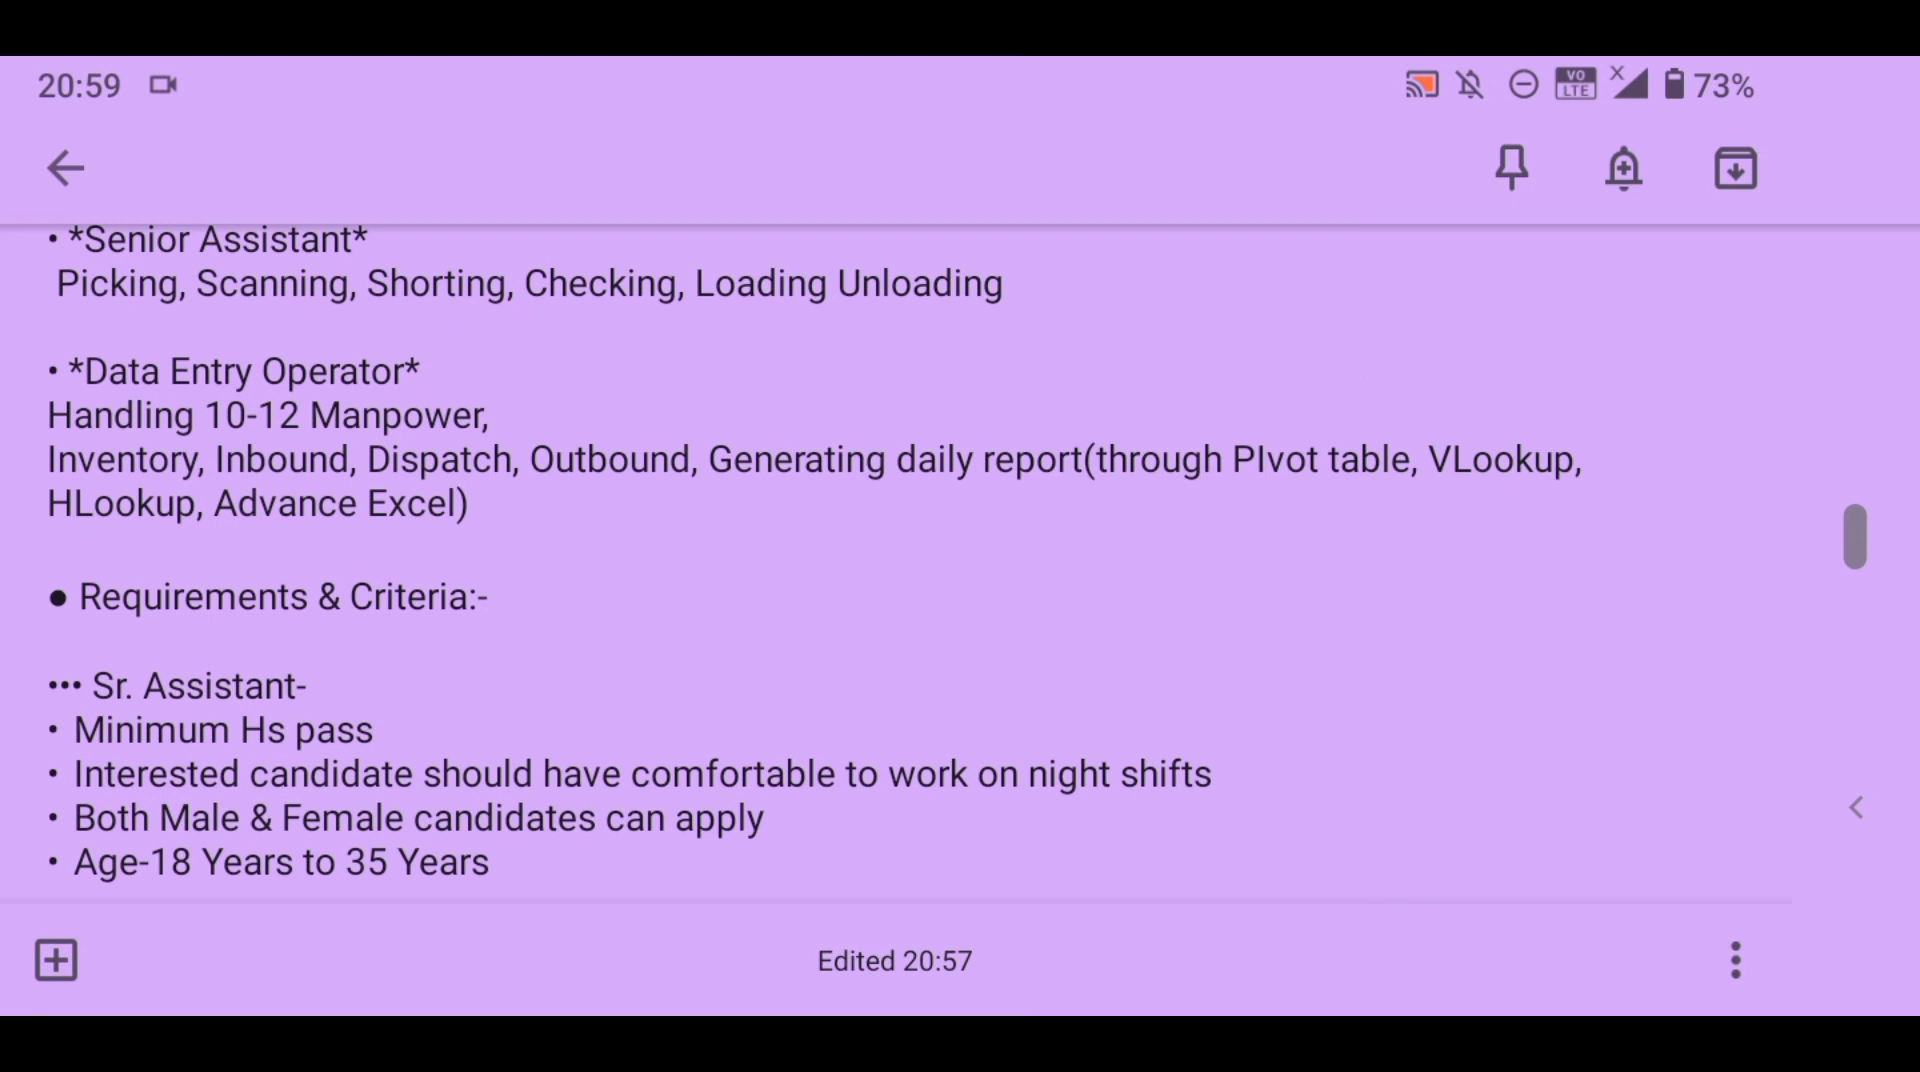 20:59
VO
LTE
X
73%
• *Senior Assistant*
Picking, Scanning, Shorting, Checking, Loading Unloading
• *Data Entry Operator*
Handling 10-12 Manpower,
Inventory, Inbound, Dispatch, Outbound, Generating daily report(through PIvot table, VLookup,
HLookup, Advance Excel)
● Requirements & Criteria:-
••• Sr. Assistant-
• Minimum Hs pass
• Interested candidate should have comfortable to work on night shifts
• Both Male & Female candidates can apply
• Age-18 Years to 35 Years
Edited 20:57